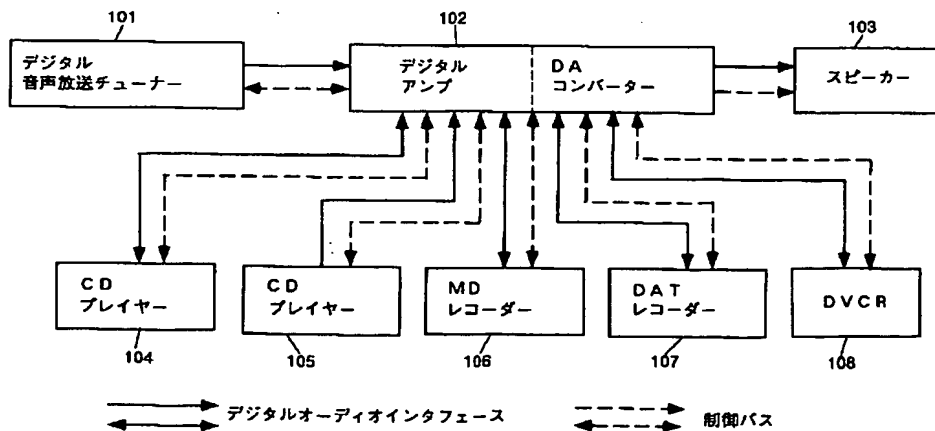 101
102
103
デジタル
音声放送チューナー
デジタル
アンプ
DA
コンバーター
スピーカー
CD
プレイヤー
CD
プレイヤー
MD
レコーダー
DAT
レコーダー
DVCR
104
105
106
107
108
デジタルオーディオインタフェース
制御バス